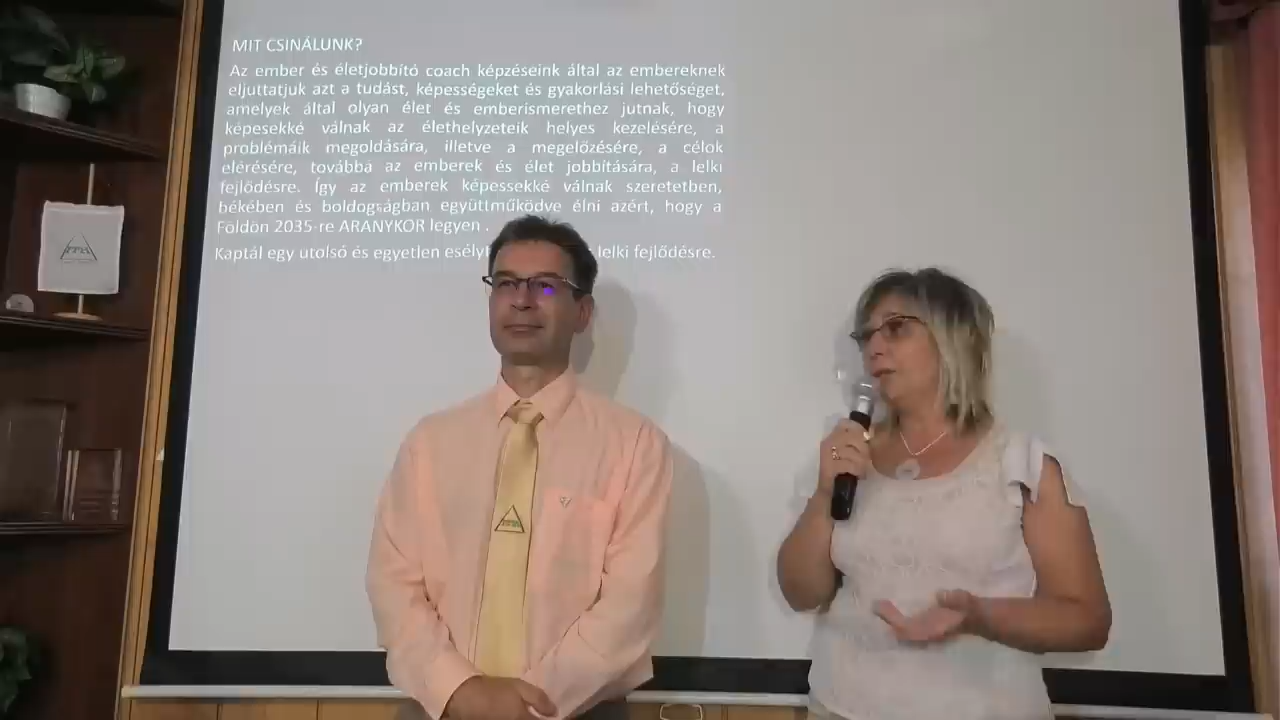 MIT CSINÁLUNK?
Az ember és életjobbító coach képzéseink által az embereknek
eljuttatjuk azt a tudást, képességeket és gyakorlási lehetőséget,
amelyek által olyan élet és emberismerethez jutnak, hogy
képesekké válnak az élethelyzeteik helyes kezelésére, a
problémáik megoldására, illetve a megelőzésére, a célok
elérésére, továbbá az emberek és élet jobbítására, a lelki
fejlődésre. Így az emberek képessekké válnak szeretetben,
békében és boldogságban együttműködve élni azért, hogy a
Földön 2035-re ARANYKOR legyen .
Kaptál egy utolsó és egyetlen lelki fejlődésre.